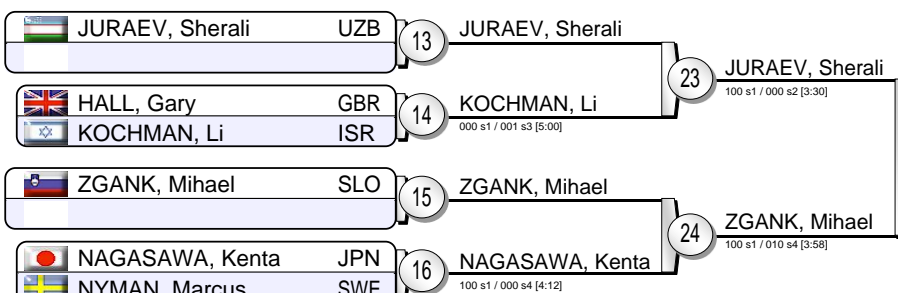 JURAEV, Sherali UZB
13
JURAEV, Sherali
23
JURAEV, Sherali
100 s1 / 000 s2 [3:30]
HALL, Gary GBR
KOCHMAN, Li ISR
14
KOCHMAN, Li
000 s1 / 001 s3 [5:00]
ZGANK, Mihael SLO
15
ZGANK, Mihael
24
ZGANK, Mihael
100 s1 / 010 s4 [3:58]
NAGASAWA, Kenta JPN
NYMAN, Marcus SWE
16
NAGASAWA, Kenta
100 s1 / 000 s4 [4:12]